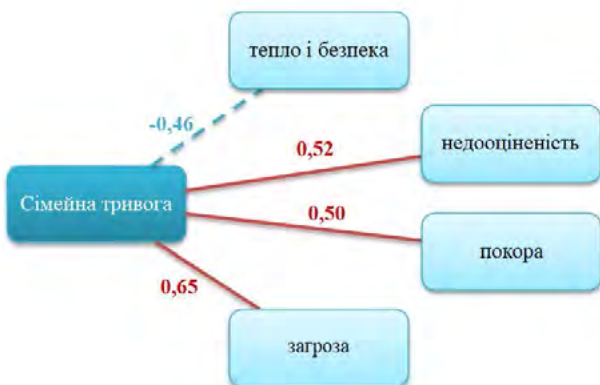 тепло і безпека
-0,46
0,52
недооціненість
Сімейна тривога
0,50
покора
0,65
загроза